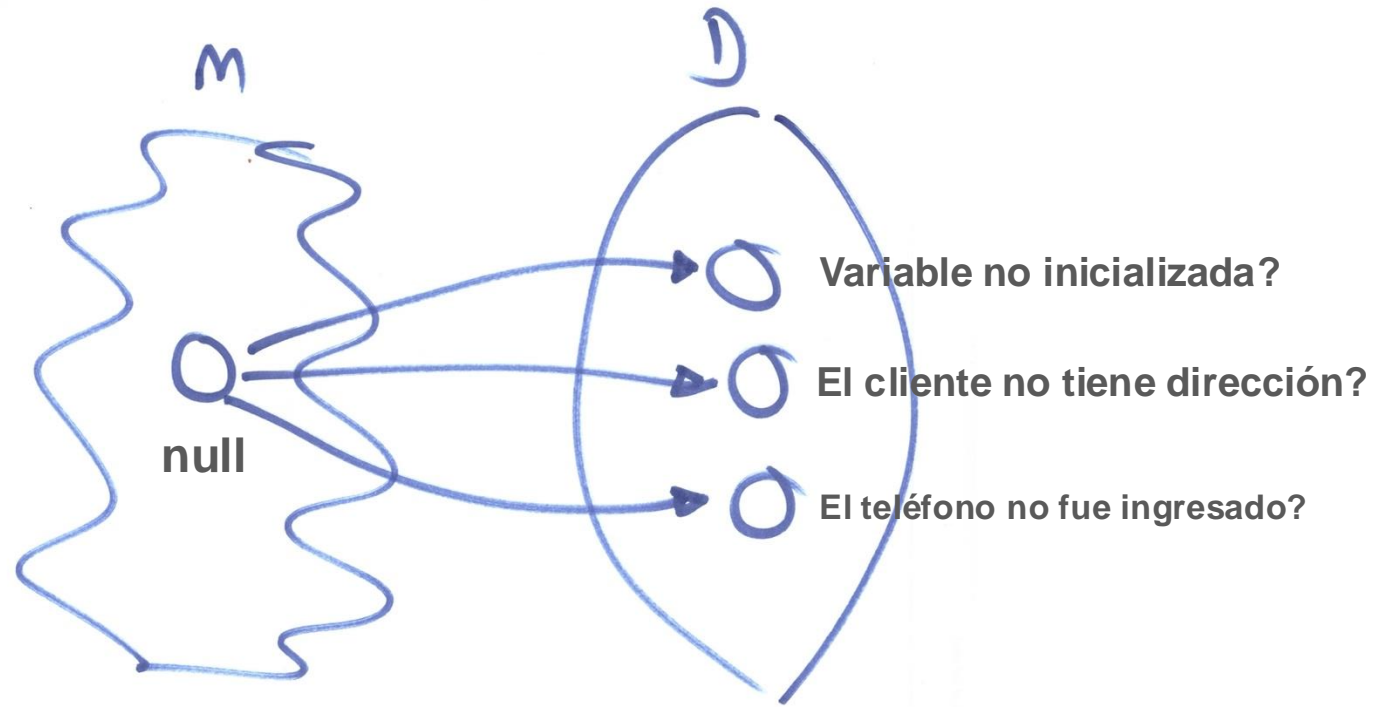 M
D
Variable no inicializada?
El cliente no tiene dirección?
null
El teléfono no fue ingresado?